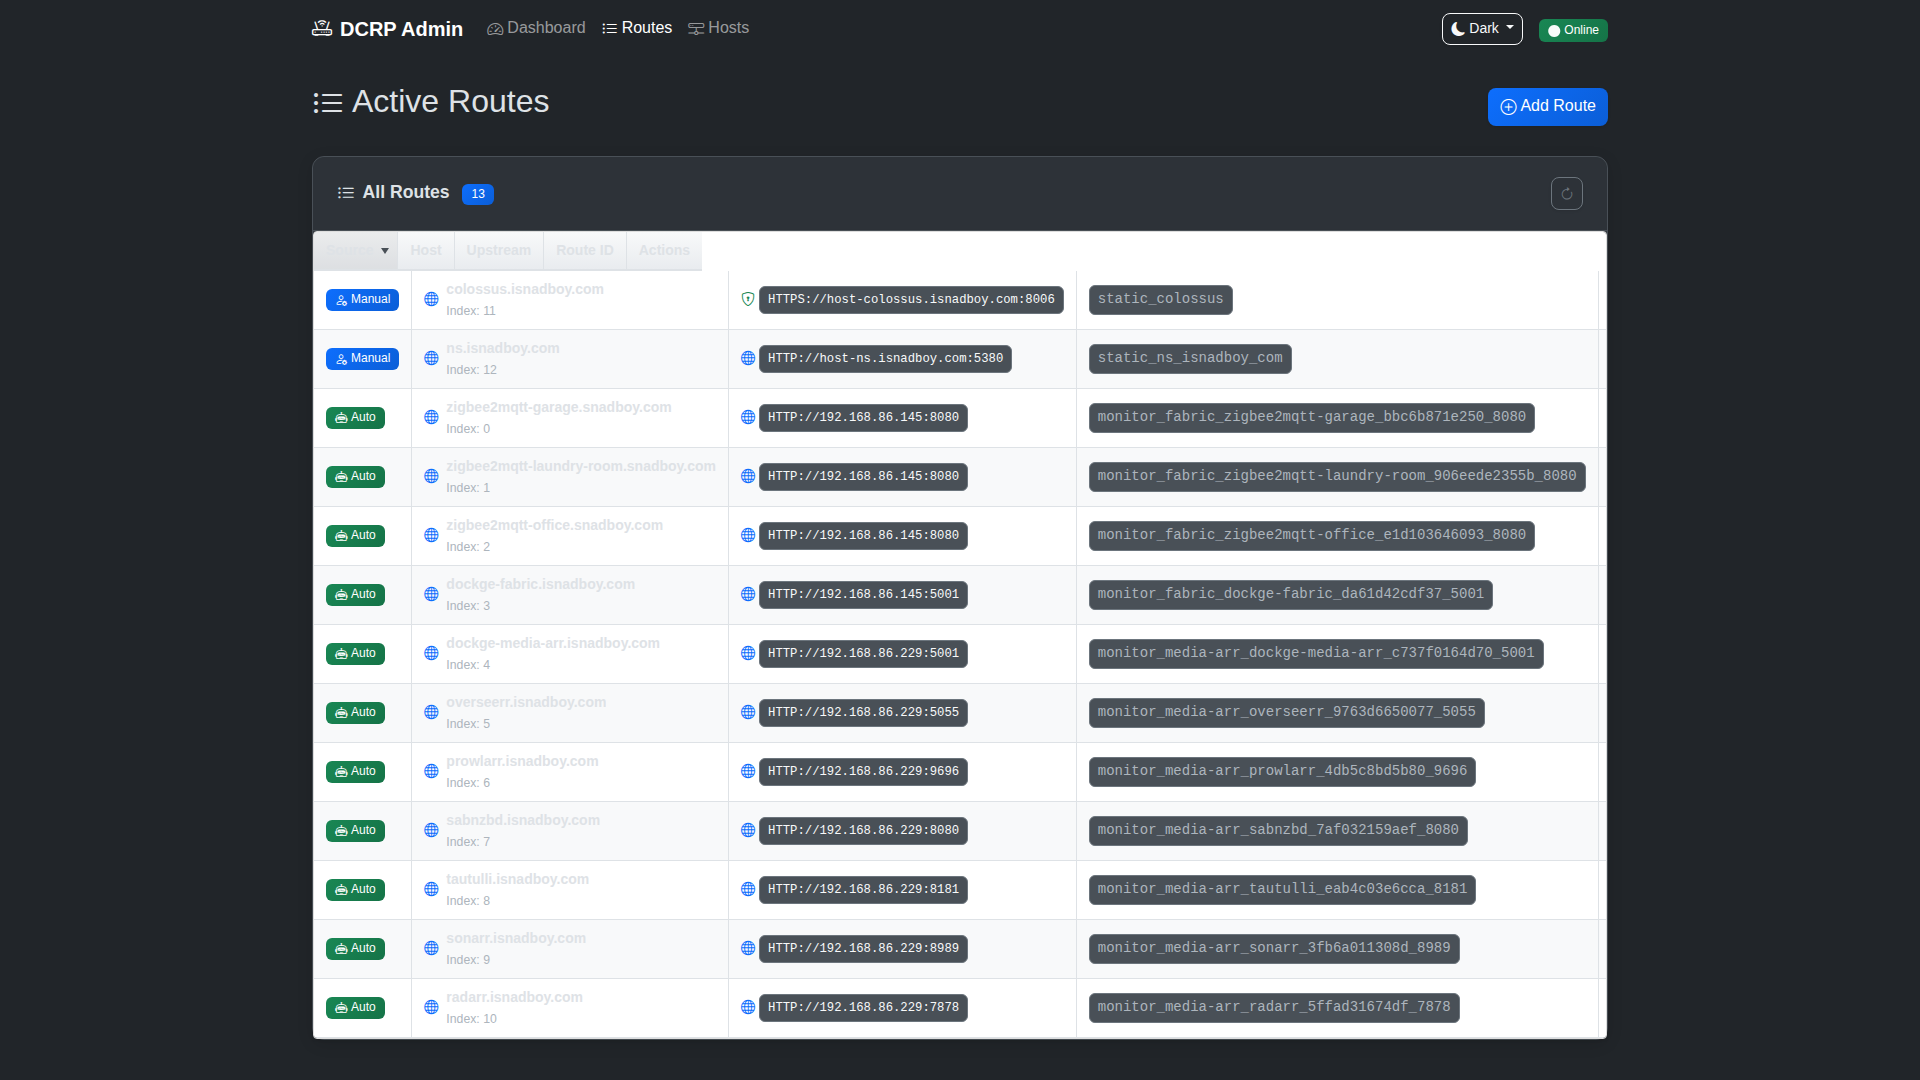 DCRP Admin Dashboard Routes Hosts Dark Online
Active Routes
Add Route
All Routes 13
Host Upstream Route ID Actions
Manual colossus.isnadboy.com HTTPS://host-colossus.isnadboy.com:8006 static_colossus
Index: 11
Manual ns.isnadboy.com HTTP://host-ns.isnadboy.com:5380 static_ns_isnadboy_com
Index: 12
Auto zigbee2mqtt-garage.snadboy.com HTTP://192.168.86.145:8080 monitor_fabric_zigbee2mqtt-garage_bbc6b871e250_8080
Index: 0
Auto zigbee2mqtt-laundry-room.snadboy.com HTTP://192.168.86.145:8080 monitor_fabric_zigbee2mqtt-laundry-room_906eede2355b_8080
Index: 1
Auto zigbee2mqtt-office.snadboy.com HTTP://192.168.86.145:8080 monitor_fabric_zigbee2mqtt-office_e1d103646093_8080
Index: 2
Auto dockge-fabric.isnadboy.com HTTP://192.168.86.145:5001 monitor_fabric_dockge-fabric_da61d42cdf37_5001
Index: 3
Auto dockge-media-arr.isnadboy.com HTTP://192.168.86.229:5001 monitor_media-arr_dockge-media-arr_c737f0164d70_5001
Index: 4
Auto overseerr.isnadboy.com HTTP://192.168.86.229:5055 monitor_media-arr_overseerr_9763d6650077_5055
Index: 5
Auto prowlarr.isnadboy.com HTTP://192.168.86.229:9696 monitor_media-arr_prowlarr_4db5c8bd5b80_9696
Index: 6
Auto sabnzbd.isnadboy.com HTTP://192.168.86.229:8080 monitor_media-arr_sabnzbd_7af032159aef_8080
Index: 7
Auto tautulli.isnadboy.com HTTP://192.168.86.229:8181 monitor_media-arr_tautulli_eab4c03e6cca_8181
Index: 8
Auto sonarr.isnadboy.com HTTP://192.168.86.229:8989 monitor_media-arr_sonarr_3fb6a011308d_8989
Index: 9
Auto radarr.isnadboy.com HTTP://192.168.86.229:7878 monitor_media-arr_radarr_5ffad31674df_7878
Index: 10